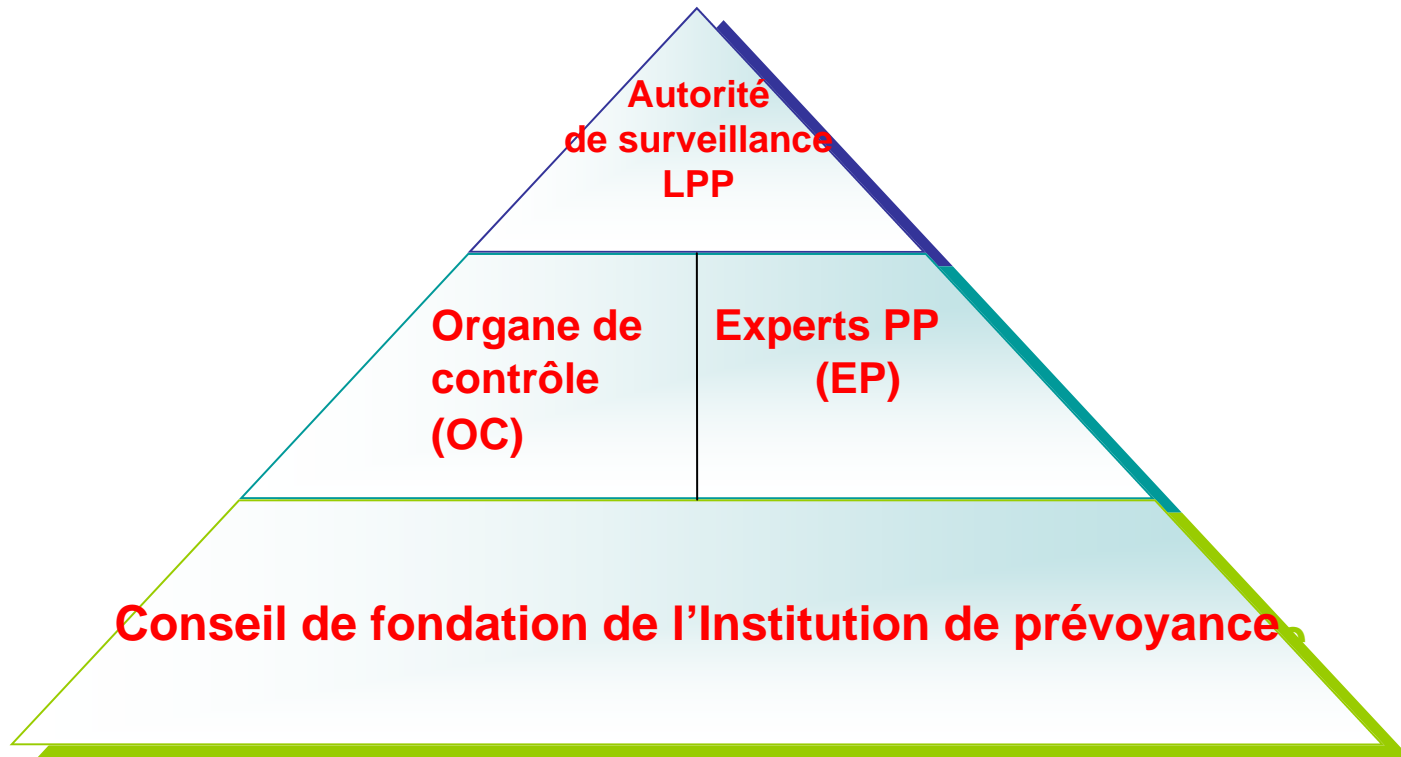 Autorité
de surveillance
LPP
Organe de
contrôle
(OC)
Experts PP
(EP)
Conseil de fondation de l’Institution de prévoyance